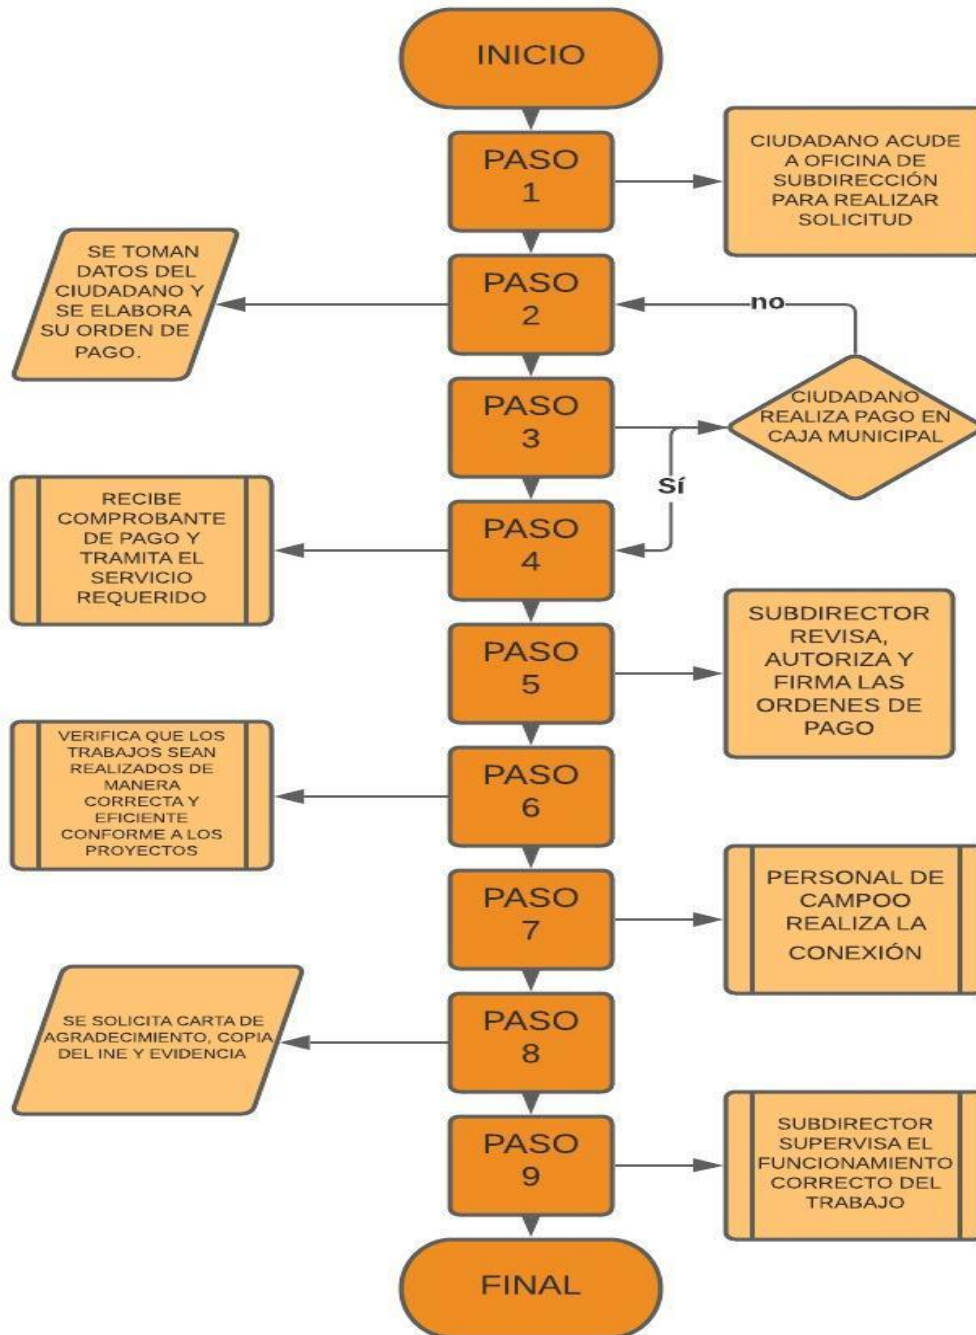 INICIO
PASO
1
CIUDADANO ACUDE
A OFICINA DE
SUBDIRECCIÓN
PARA REALIZAR
SOLICITUD
PASO
2
SE TOMAN
DATOS DEL
CIUDADANO Y
SE ELABORA
SU ORDEN DE
PAGO.
no
PASO
3
CIUDADANO
REALIZA PAGO EN
CAJA MUNICIPAL
Sí
PASO
4
RECIBE
COMPROBANTE
DE PAGO Y
TRAMITA EL
SERVICIO
REQUERIDO
PASO
5
SUBDIRECTOR
REVISA,
AUTORIZA Y
FIRMA LAS
ORDENES DE
PAGO
PASO
6
VERIFICA QUE LOS
TRABAJOS SEAN
REALIZADOS DE
MANERA
CORRECTA Y
EFICIENTE
CONFORME A LOS
PROYECTOS
PASO
7
PERSONAL DE
CAMPOO
REALIZA LA
CONEXIÓN
PASO
8
SE SOLICITA CARTA DE
AGRADECIMIENTO, COPIA
DEL INE Y EVIDENCIA
PASO
9
SUBDIRECTOR
SUPERVISA EL
FUNCIONAMIENTO
CORRECTO DEL
TRABAJO
FINAL